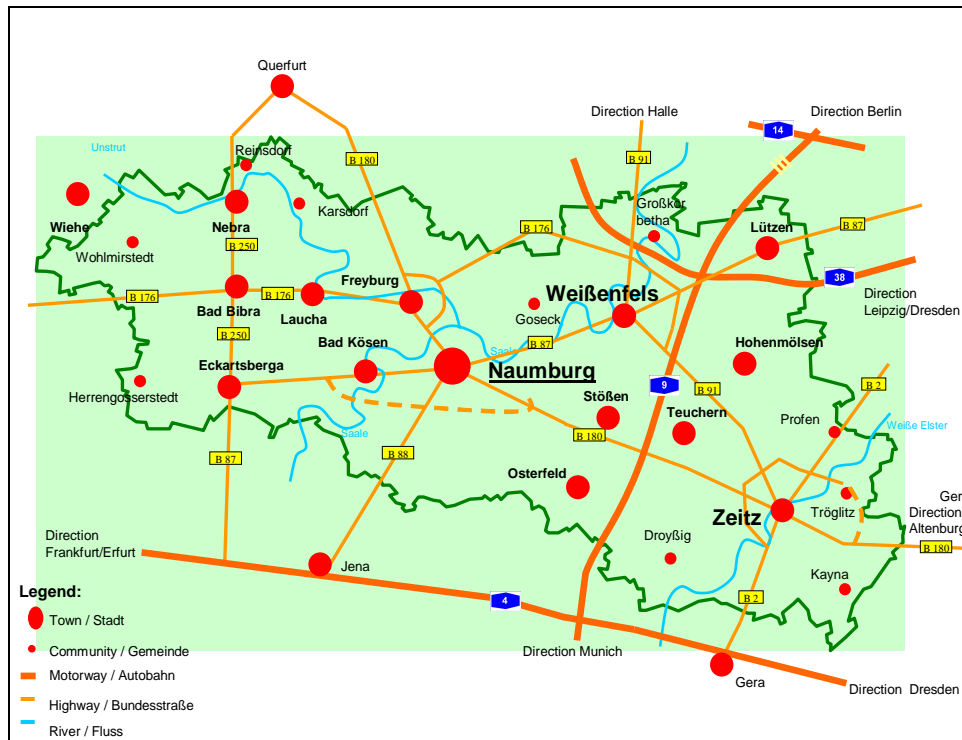 Querfurt
Direction Halle
Direction Berlin
14
Unstrut
Reinsdorf
B 180
B 91
Wiehe
Nebra
Karsdorf
Großkor
betha
Lützen
B 87
Wohlmirstedt
B 250
B 176
38
B 176
B 176
Freyburg
Weißenfels
Direction
Leipzig/Dresden
Bad Bibra
Laucha
Goseck
B 250
Bad Kösen
Saale
B 87
Hohenmölsen
Eckartsberga
Naumburg
9
B 91
B 2
Herrengosserstedt
Stößen
Teuchern
Profen
Weiße Elster
Saale
B 180
B 87
B 88
Osterfeld
Zeitz
Tröglitz
Ger
Direction
Altenburg
Direction
Frankfurt/Erfurt
Droyßig
B 180
Jena
Kayna
Legend:
4
B 2
Town / Stadt
Community / Gemeinde
Direction Munich
Motorway / Autobahn
Gera
Direction Dresden
Highway / Bundesstraße
River / Fluss